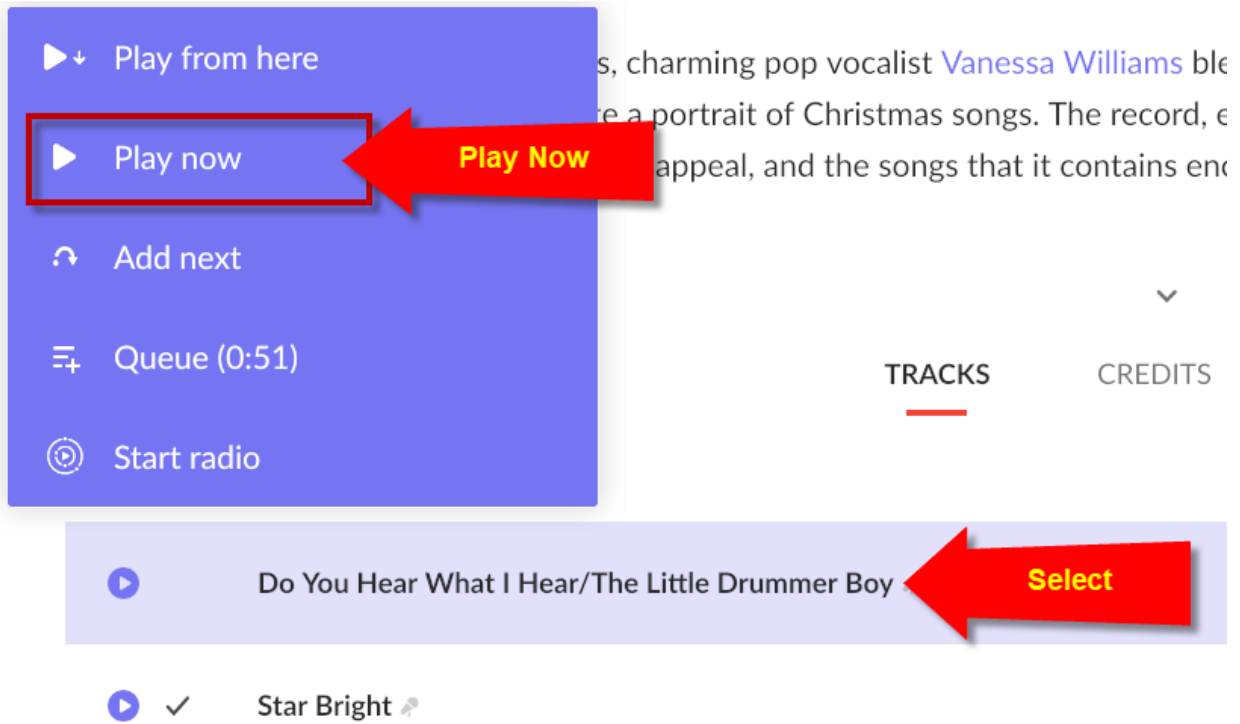 Play from here
s, charming pop vocalist Vanessa Williams ble
Play now
Play Now
e a portrait of Christmas songs. The record, e
appeal, and the songs that it contains enc
Add next
Queue (0:51)
TRACKS
CREDITS
Start radio
Do You Hear What I Hear/The Little Drummer Boy
Select
Star Bright